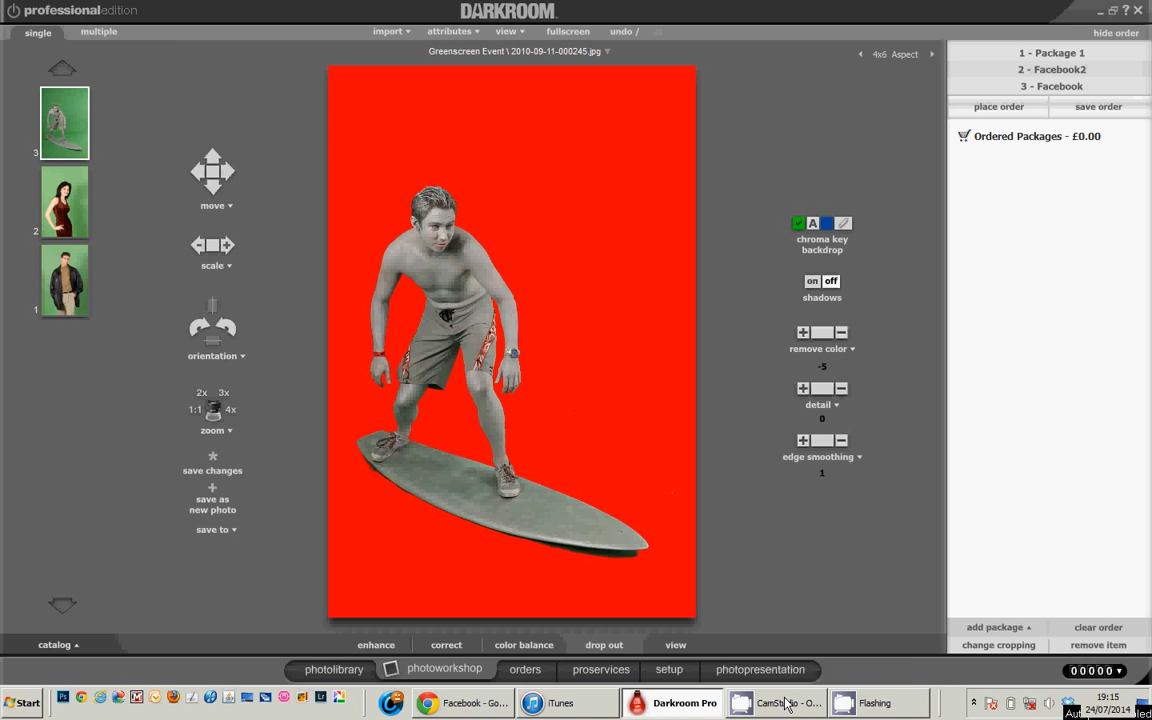 professionaledition
DARKROOM
single
multiple
import
attributes
view
fullscreen
undo /
hide order
Greenscreen Event \ 2010-09-11-000245.jpg
4x6 Aspect
1 - Package 1
2 - Facebook2
3 - Facebook
place order
save order
Ordered Packages - £0.00
3
2
1
move
scale
orientation
2x 3x
1:1 4x
zoom
save changes
save as
new photo
save to
A
chroma key
backdrop
on off
shadows
remove color
-5
detail
0
edge smoothing
1
add package
clear order
change cropping
remove item
catalog
enhance
correct
color balance
drop out
view
photolibrary
photoworkshop
orders
proservices
setup
photopresentation
00000
Start
Facebook - Go...
iTunes
Darkroom Pro
CamStudio - O...
Flashing
19:15
24/07/2014